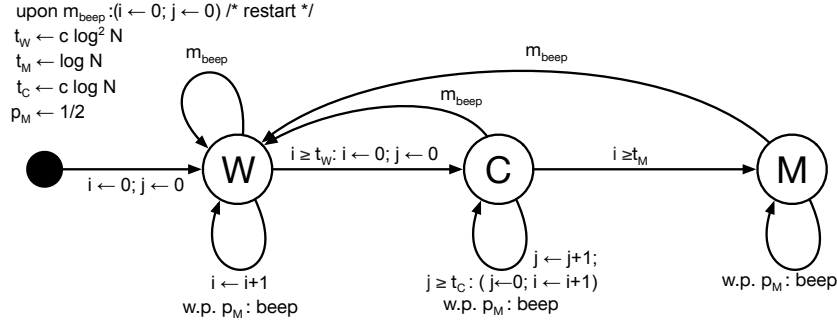 upon m_beep:(i ← 0; j ← 0) /* restart */
t_W ← c log² N
t_M ← log N
t_C ← c log N
p_M ← 1/2
m_beep
m_beep
m_beep
W
C
M
i ← 0; j ← 0
i ≥ t_W: i ← 0; j ← 0
i ≥t_M
i ← i+1
w.p. p_M: beep
j ← j+1;
j ≥ t_C: ( j←0; i ← i+1)
w.p. p_M: beep
w.p. p_M: beep